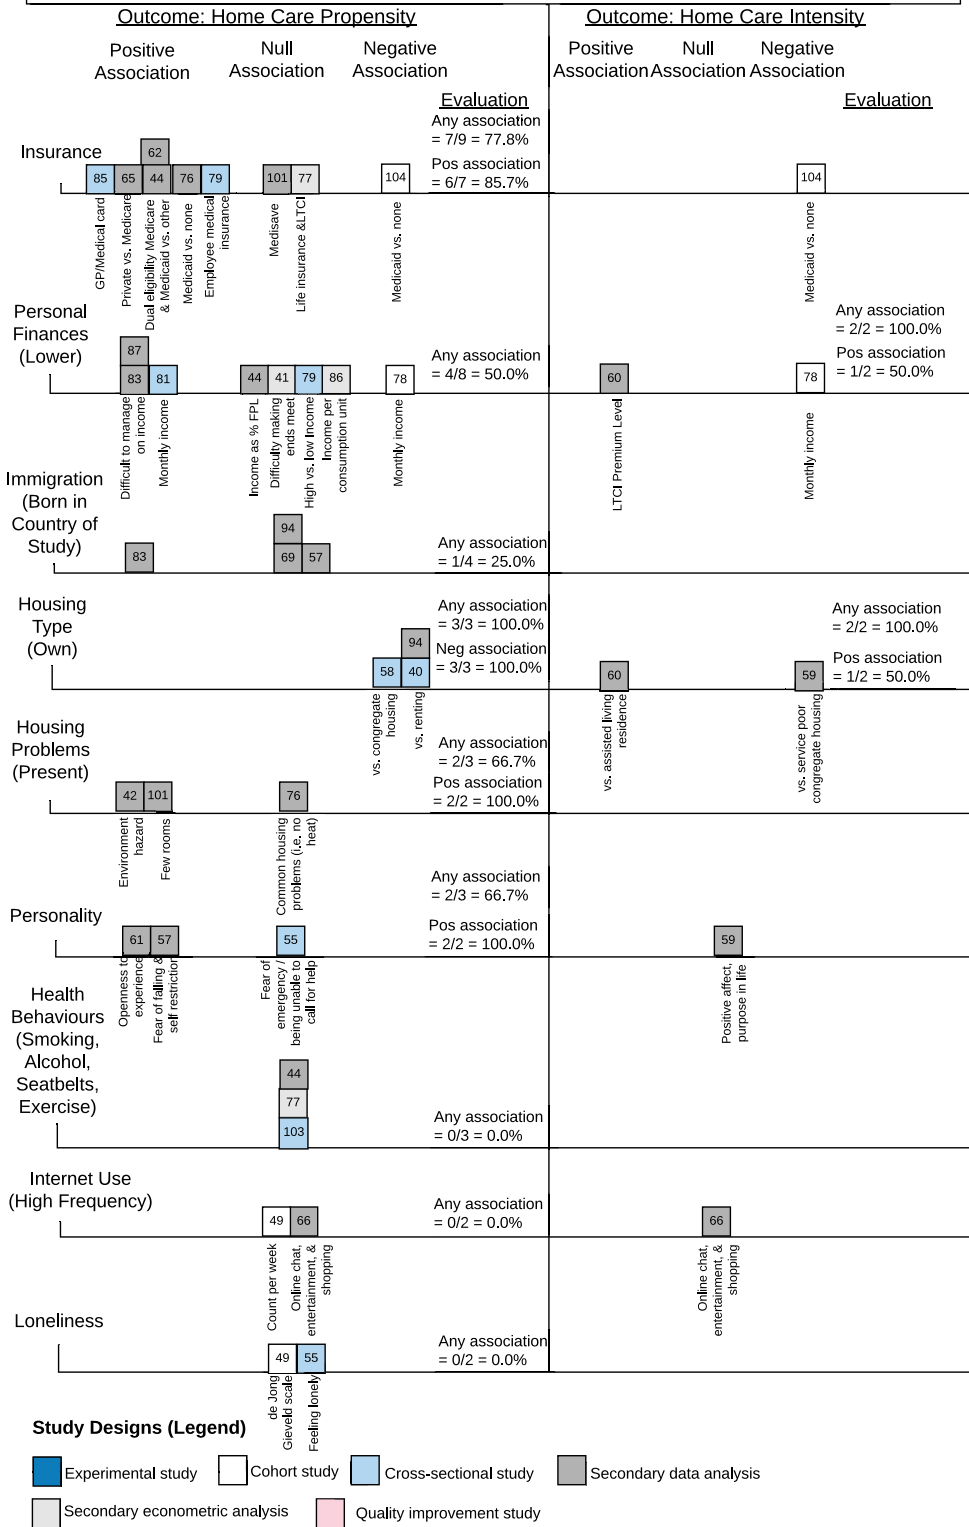 Outcome: Home Care Propensity
Outcome: Home Care Intensity
Positive
Association
Null
Association
Negative
Association
Positive
Association
Null
Association
Negative
Association
Evaluation
Evaluation
Insurance
62
85
65
44
76
79
101
77
104
Any association
= 7/9 = 77.8%
Pos association
= 6/7 = 85.7%
104
GP/Medical card
Private vs. Medicare
Dual eligibility Medicare
& Medicaid vs. other
Medicaid vs. none
Employee medical
insurance
Medisave
Life insurance &LTCI
Medicaid vs. none
Medicaid vs. none
Personal
Finances
(Lower)
87
83
81
44
41
79
86
78
Any association
= 4/8 = 50.0%
60
78
Any association
= 2/2 = 100.0%
Pos association
= 1/2 = 50.0%
Difficult to manage
on income
Monthly income
Income as % FPL
Difficulty making
ends meet
High vs. low Income
Income per
consumption unit
Monthly income
LTCI Premium Level
Monthly income
Immigration
(Born in
Country of
Study)
83
94
69
57
Any association
= 1/4 = 25.0%
Housing
Type
(Own)
94
58
40
Any association
= 3/3 = 100.0%
Neg association
= 3/3 = 100.0%
60
59
Any association
= 2/2 = 100.0%
Pos association
= 1/2 = 50.0%
vs. congregate
housing
vs. renting
vs. assisted living
residence
vs. service poor
congregate housing
Housing
Problems
(Present)
42
101
76
Any association
= 2/3 = 66.7%
Pos association
= 2/2 = 100.0%
Environment
hazard
Few rooms
Common housing
problems (i.e. no
heat)
Personality
61
57
55
Any association
= 2/3 = 66.7%
Pos association
= 2/2 = 100.0%
59
Openness to
experience
Fear of falling &
self restriction
Fear of
emergency /
being unable to
call for help
Positive affect,
purpose in life
Health
Behaviours
(Smoking,
Alcohol,
Seatbelts,
Exercise)
44
77
103
Any association
= 0/3 = 0.0%
Internet Use
(High Frequency)
49
66
Any association
= 0/2 = 0.0%
66
Count per week
Online chat,
entertainment, &
shopping
Online chat,
entertainment, &
shopping
Loneliness
49
55
Any association
= 0/2 = 0.0%
de Jong
Gieveld scale
Feeling lonely
Study Designs (Legend)
Experimental study
Cohort study
Cross-sectional study
Secondary data analysis
Secondary econometric analysis
Quality improvement study